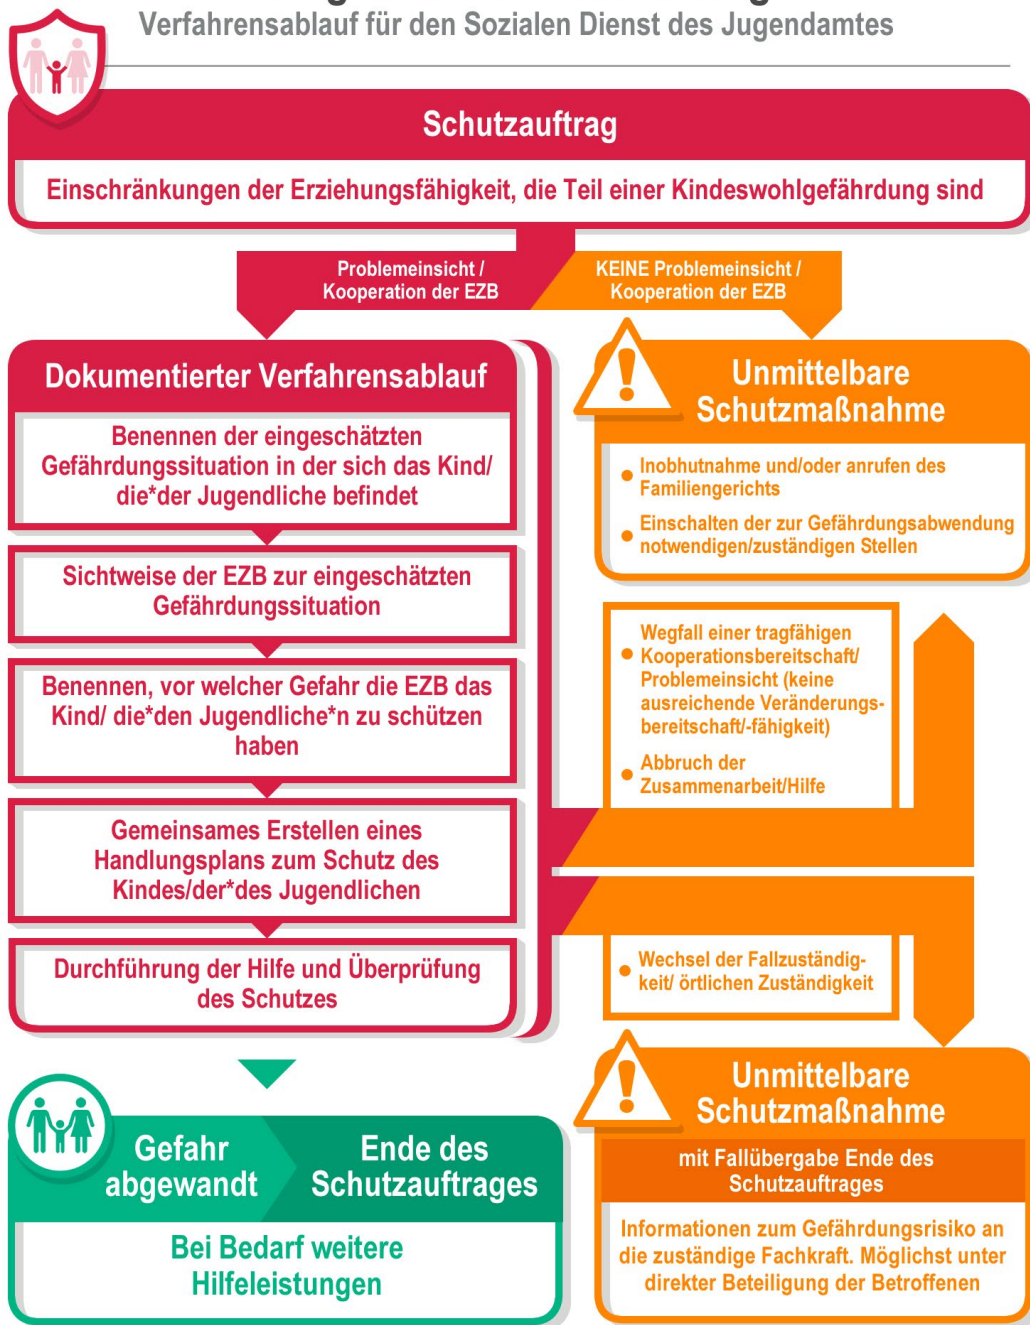 Verfahrensablauf für den Sozialen Dienst des Jugendamtes
Schutzauftrag
Einschränkungen der Erziehungsfähigkeit, die Teil einer Kindeswohlgefährdung sind
Problemeinsicht /
Kooperation der EZB
KEINE Problemeinsicht /
Kooperation der EZB
Dokumentierter Verfahrensablauf
Benennen der eingeschätzten
Gefährdungssituation in der sich das Kind/
die*der Jugendliche befindet
Sichtweise der EZB zur eingeschätzten
Gefährdungssituation
Benennen, vor welcher Gefahr die EZB das
Kind/ die*den Jugendliche*n zu schützen
haben
Gemeinsames Erstellen eines
Handlungsplans zum Schutz des
Kindes/der*des Jugendlichen
Durchführung der Hilfe und Überprüfung
des Schutzes
Unmittelbare
Schutzmaßnahme
Inobhutnahme und/oder anrufen des
Familiengerichts
Einschalten der zur Gefährdungsabwendung
notwendigen/zuständigen Stellen
Wegfall einer tragfähigen
Kooperationsbereitschaft/
Problemeinsicht (keine
ausreichende Veränderungs-
bereitschaft/-fähigkeit)
Abbruch der
Zusammenarbeit/Hilfe
Wechsel der Fallzuständig-
keit/ örtlichen Zuständigkeit
Gefahr
abgewandt
Ende des
Schutzauftrages
Bei Bedarf weitere
Hilfeleistungen
Unmittelbare
Schutzmaßnahme
mit Fallübergabe Ende des
Schutzauftrages
Informationen zum Gefährdungsrisiko an
die zuständige Fachkraft. Möglichst unter
direkter Beteiligung der Betroffenen